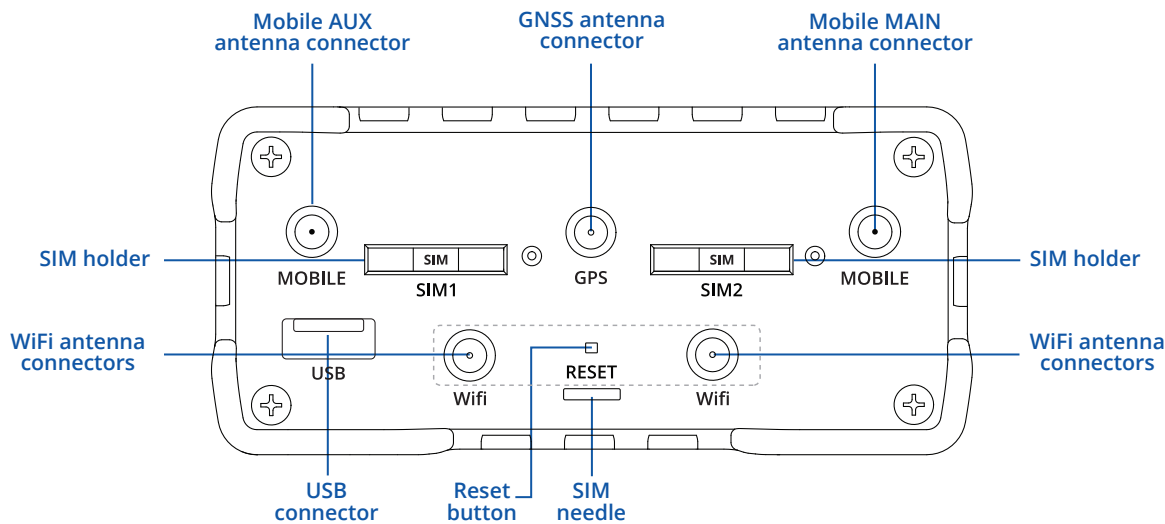 Mobile AUX
antenna connector
GNSS antenna
connector
Mobile MAIN
antenna connector
SIM holder
SIM
SIM
SIM holder
MOBILE
SIM1
GPS
SIM2
MOBILE
WiFi antenna
connectors
USB
Wifi
RESET
Wifi
WiFi antenna
connectors
USB
connector
Reset
button
SIM
needle